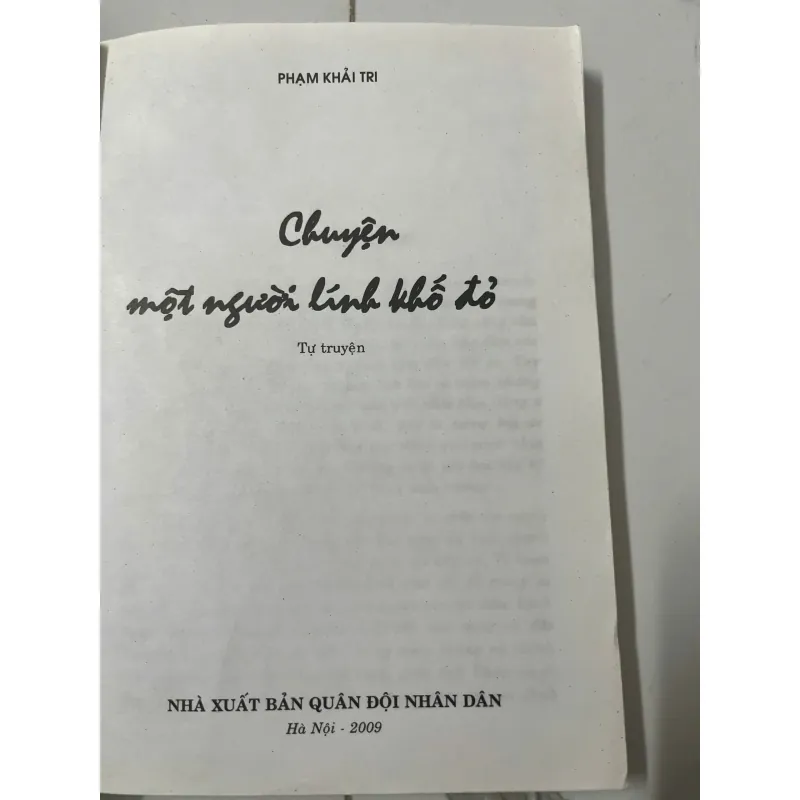 PHẠM KHẢI TRI
Chuyện
một người lính khố đỏ
Tự truyện
NHÀ XUẤT BẢN QUÂN ĐỘI NHÂN DÂN
Hà Nội - 2009